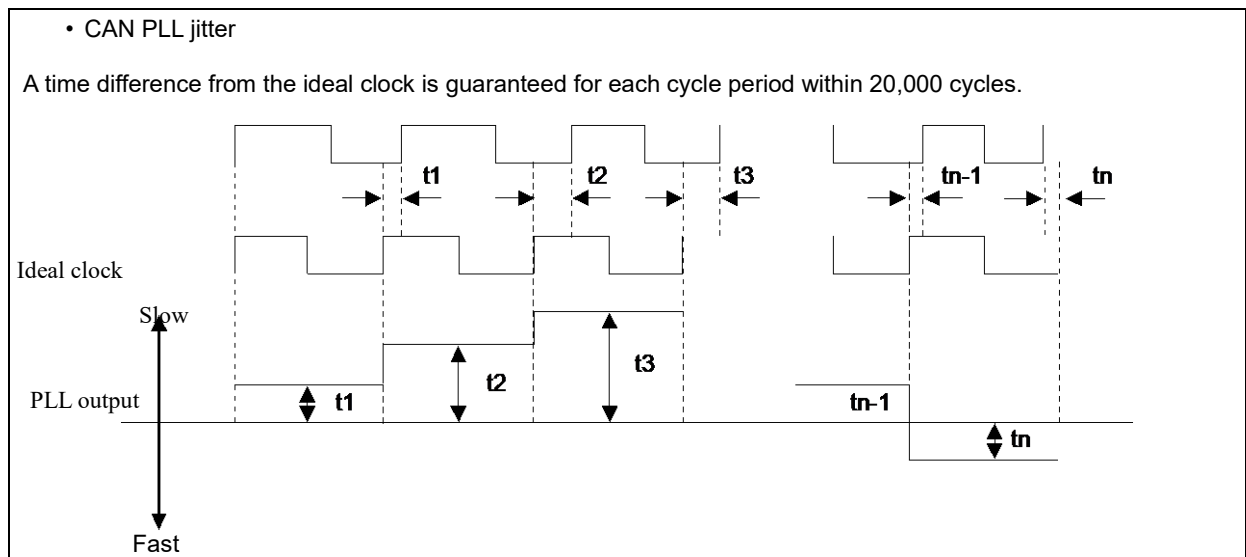 • CAN PLL jitter
A time difference from the ideal clock is guaranteed for each cycle period within 20,000 cycles.
t1 t2 t3 tn-1 tn
Ideal clock
Slow
t3
t2
PLL output t1 tn-1
tn
Fast